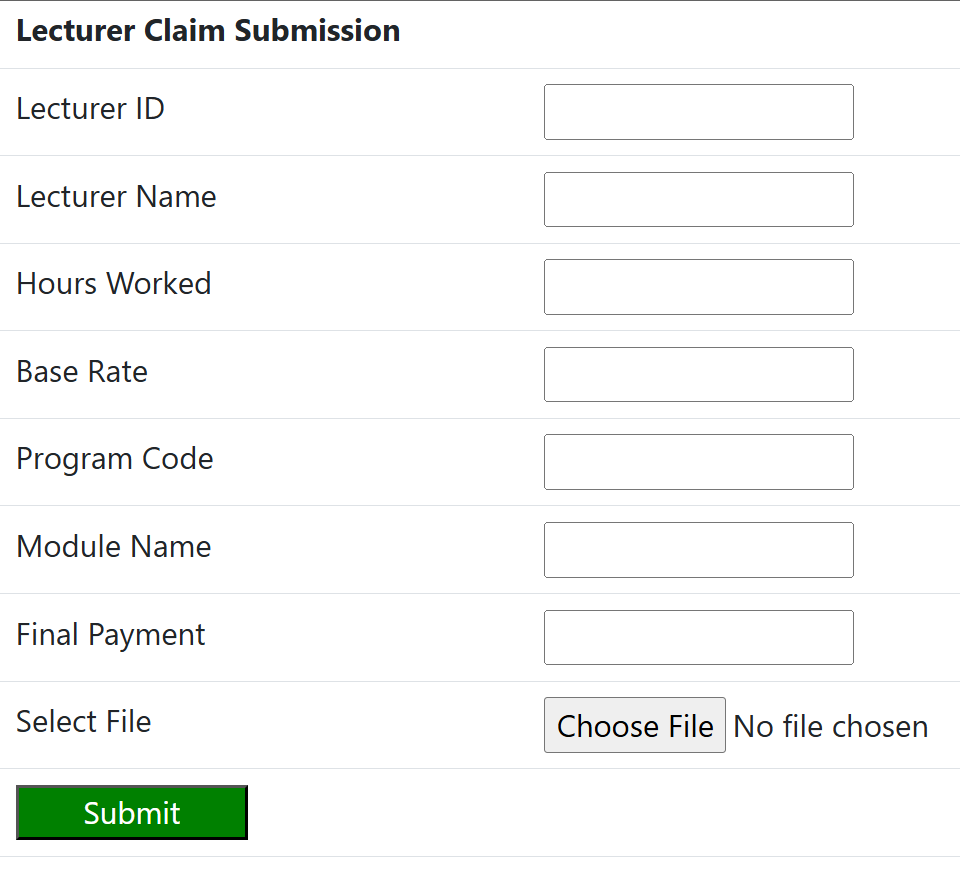 Lecturer Claim Submission
Lecturer ID
Lecturer Name
Hours Worked
Base Rate
Program Code
Module Name
Final Payment
Select File Choose File No file chosen
Submit